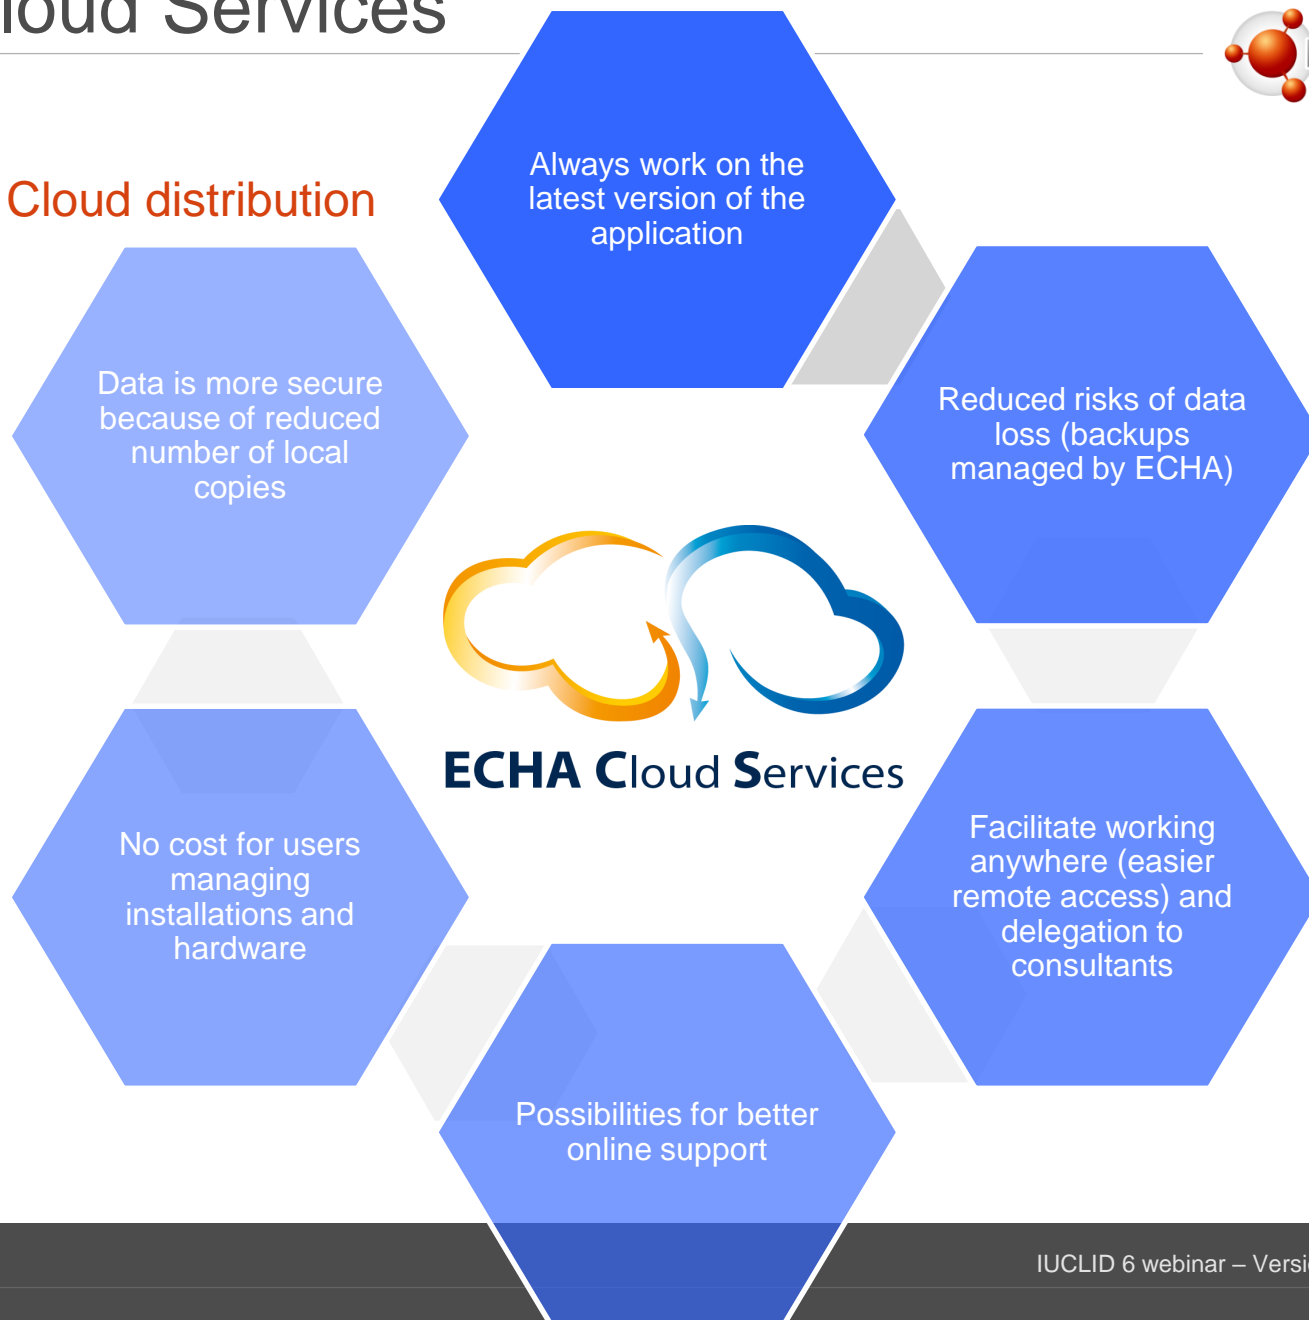 loud Services
Cloud distribution
Always work on the
latest version of the
application
Reduced risks of data
loss (backups
managed by ECHA)
Facilitate working
anywhere (easier
remote access) and
delegation to
consultants
Possibilities for better
online support
No cost for users
managing
installations and
hardware
Data is more secure
because of reduced
number of local
copies
ECHA Cloud Services
IUCLID 6 webinar – Versi